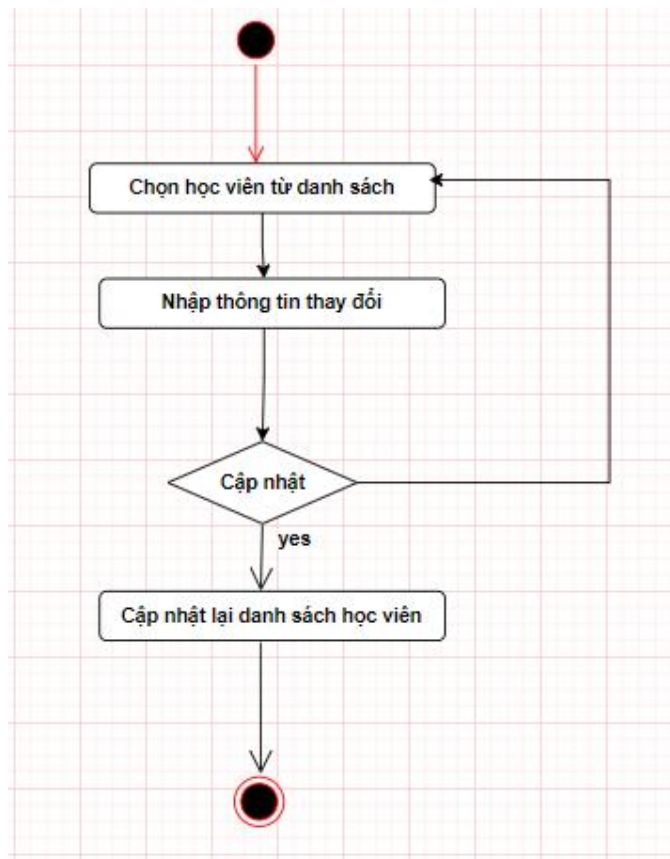 Chọn học viên từ danh sách
Nhập thông tin thay đổi
Cập nhật
yes
Cập nhật lại danh sách học viên